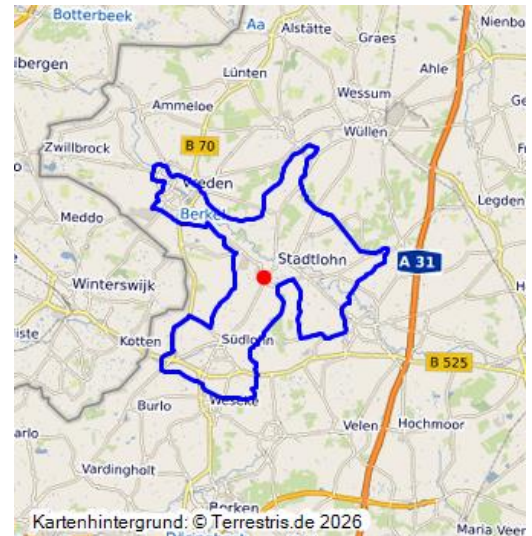 Botterbeek
Aa
Alstätte
Graes
Nienbo
ibergen
Lünten
Ahle
Ammeloe
Wessum
B 70
Wüllen
Zwillbrock
Vreden
Legden
Meddo
Berkel
Stadtlohn
A 31
Winterswijk
Kotten
Südlohn
B 525
Burlo
Weseke
Velen
Hochmoor
arlo
Vardingholt
Borken
Maria Veen
Kartenhintergrund: © Terrestris.de 2026